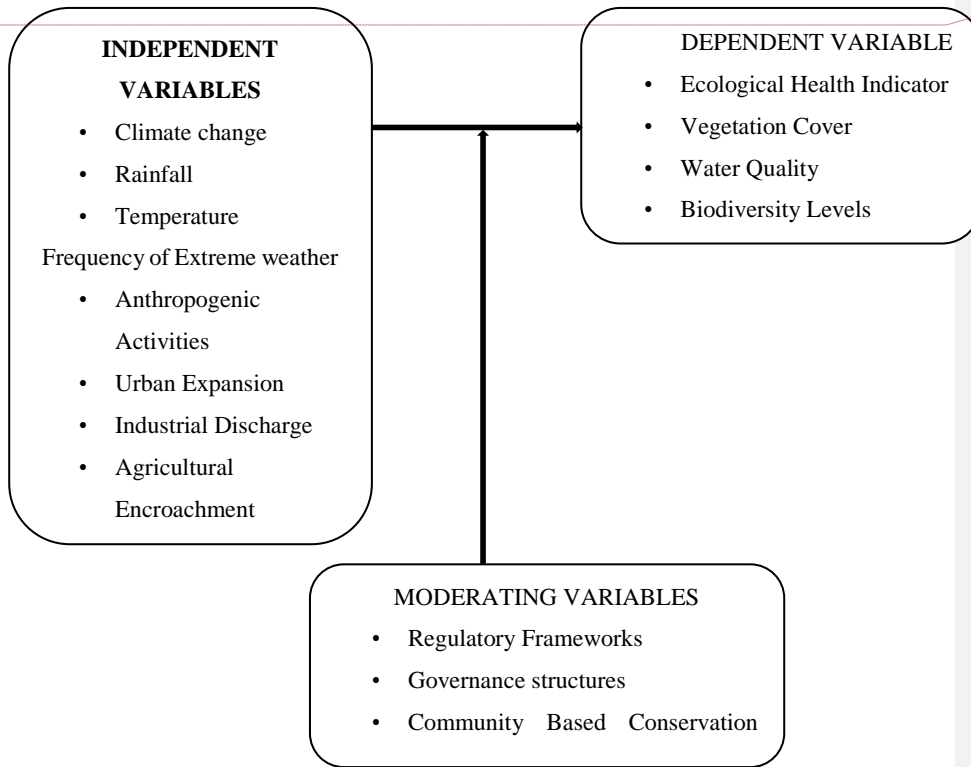 INDEPENDENT
VARIABLES
• Climate change
• Rainfall
• Temperature
Frequency of Extreme weather
• Anthropogenic
Activities
• Urban Expansion
• Industrial Discharge
• Agricultural
Encroachment
DEPENDENT VARIABLE
• Ecological Health Indicator
• Vegetation Cover
• Water Quality
• Biodiversity Levels
MODERATING VARIABLES
• Regulatory Frameworks
• Governance structures
• Community Based Conservation